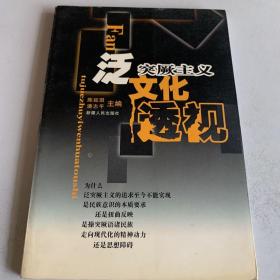 Fan
泛突厥主义
文化
透视
tujuezhuyiwenhuatoushi
陈延琪
潘志平 主编
新疆人民出版社
为什么
泛突厥主义的追求至今不能实现
是民族意识的本质要求
还是扭曲反映
是操突厥语诸民族
走向现代化的精神动力
还是思想障碍